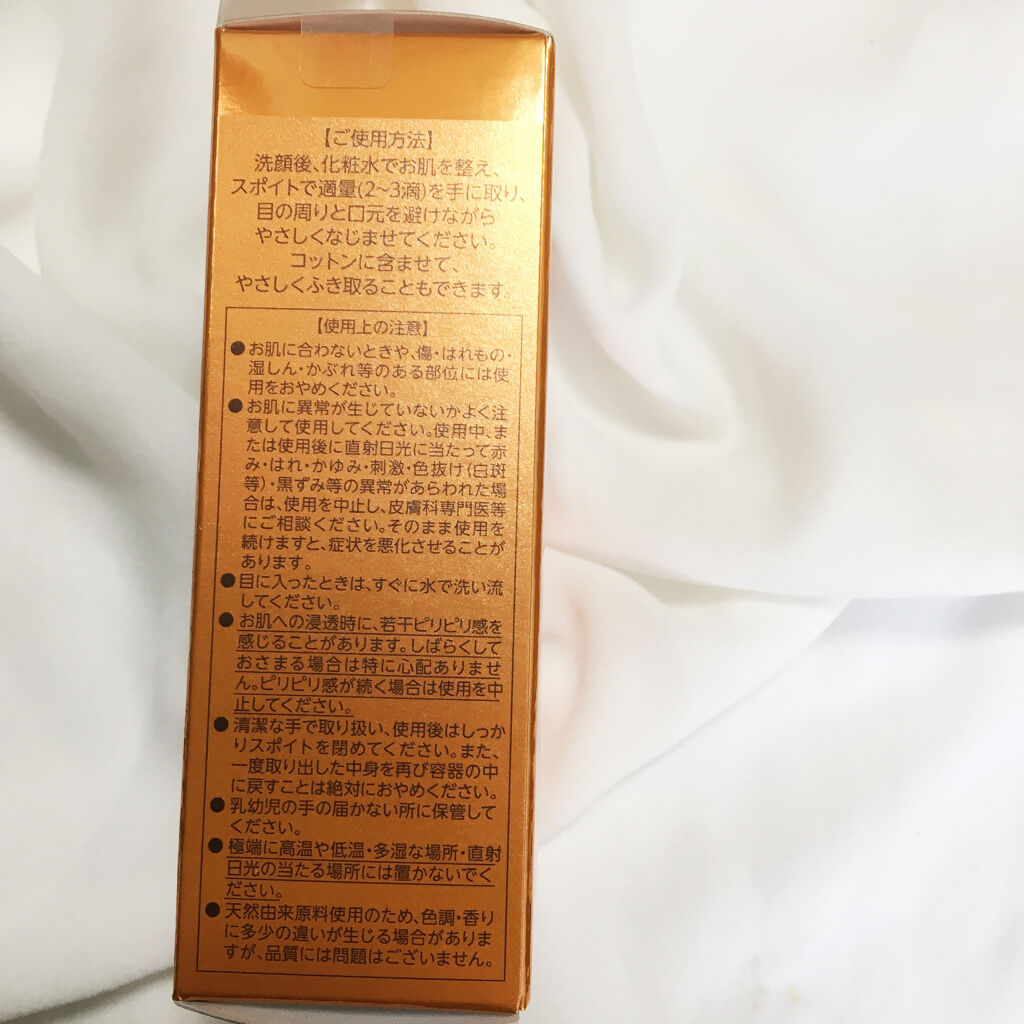 【ご使用方法】
洗顔後、化粧水でお肌を整え、
スポイトで適量(2~3滴)を手に取り、
目の周りと口元を避けながら
やさしくなじませてください。
コットンに含ませて、
やさしくふき取ることもできます。
【使用上の注意】
●お肌に合わないときや、傷・はれもの・
湿しん・かぶれ等のある部位には使
用をおやめください。
●お肌に異常が生じていないかよく注
意して使用してください。使用中、ま
たは使用後に直射日光に当たって赤
み・はれ・かゆみ・刺激・色抜け(白斑
等)・黒ずみ等の異常があらわれた場
合は、使用を中止し、皮膚科専門医等
にご相談ください。そのまま使用を
続けますと、症状を悪化させることが
あります。
●目に入ったときは、すぐに水で洗い流
してください。
●お肌への浸透時に、若干ピリピリ感を
感じることがあります。しばらくして
おさまる場合は特に心配ありませ
ん。ピリピリ感が続く場合は使用を中
止してください。
●清潔な手で取り扱い、使用後はしっか
りスポイトを閉めてください。また、
一度取り出した中身を再び容器の中
に戻すことは絶対におやめください。
●乳幼児の手の届かない所に保管して
ください。
●極端に高温や低温・多湿な場所・直射
日光の当たる場所には置かないでく
ださい。
●天然由来原料使用のため、色調・香り
に多少の違いが生じる場合がありま
すが、品質には問題はございません。